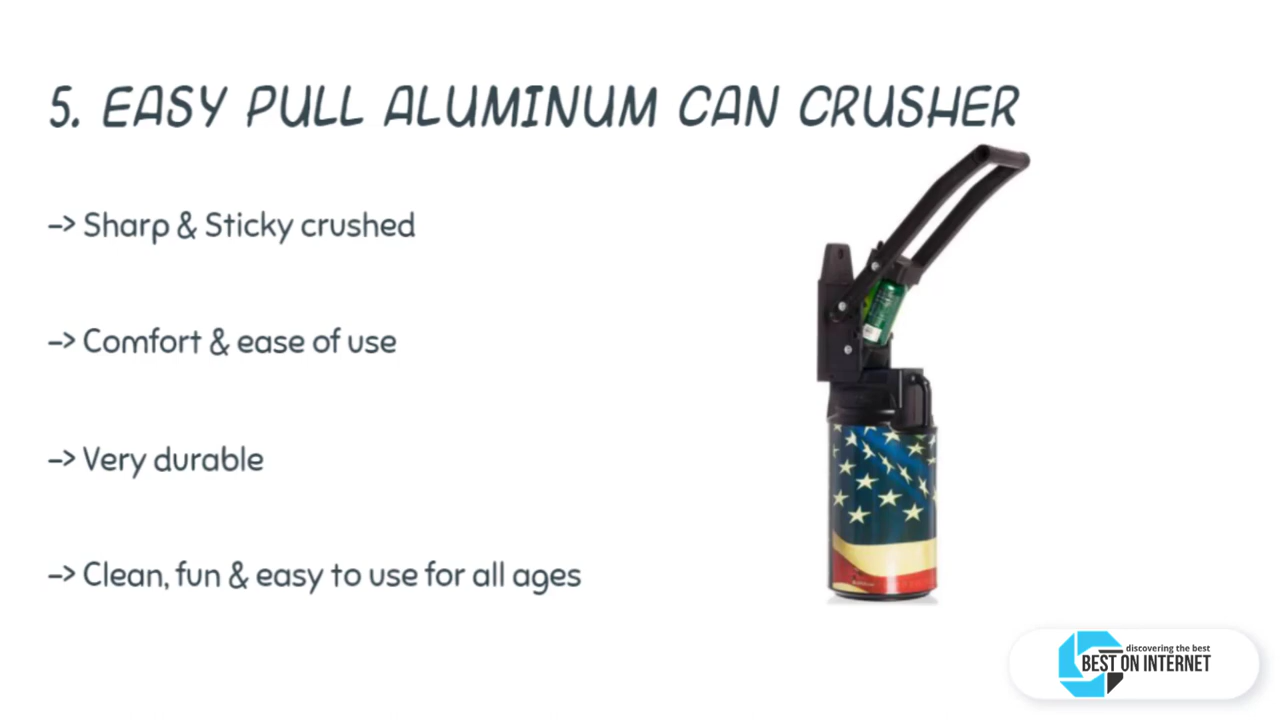 5. EASY PULL ALUMINUM CAN CRUSHER
-> Sharp & Sticky crushed
-> Comfort & ease of use
-> Very durable
-> Clean, fun & easy to use for all ages
discovering the best
BEST ON INTERNET